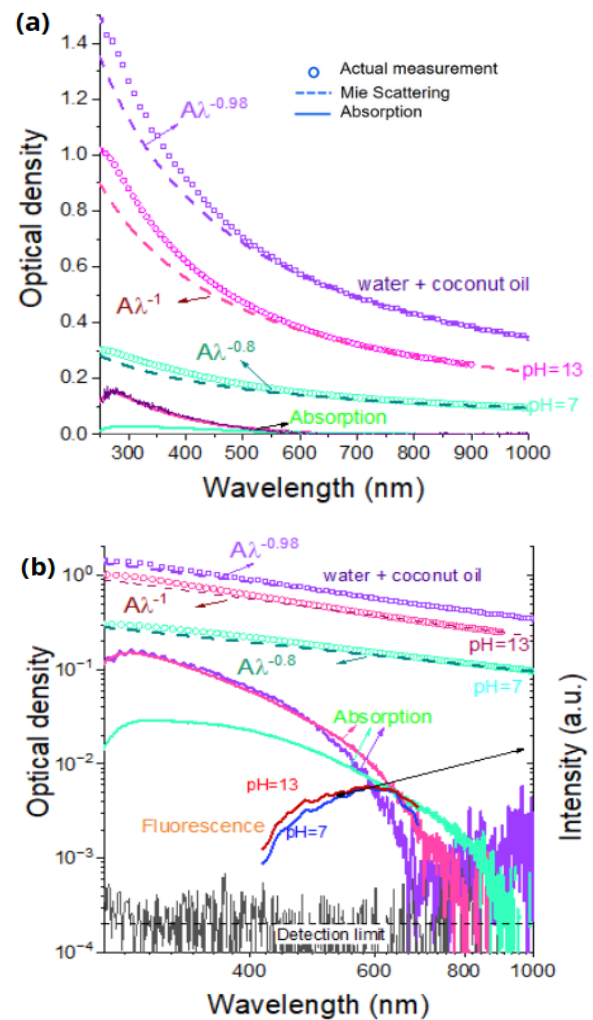 (a)
1.4
1.2
1.0
0.8
0.6
0.4
0.2
0.0
Optical density
Actual measurement
Mie Scattering
Absorption
Aλ-0.98
water + coconut oil
Aλ-1
Aλ-0.8
pH=13
pH=7
Absorption
300 400 500 600 700 800 900 1000
Wavelength (nm)
(b)
10^0
10^-1
10^-2
10^-3
10^-4
Optical density
Intensity (a.u.)
Aλ-0.98
water + coconut oil
Aλ-1
pH=13
Aλ-0.8
pH=7
Absorption
pH=13
Fluorescence
pH=7
Detection limit
400 600 800 1000
Wavelength (nm)